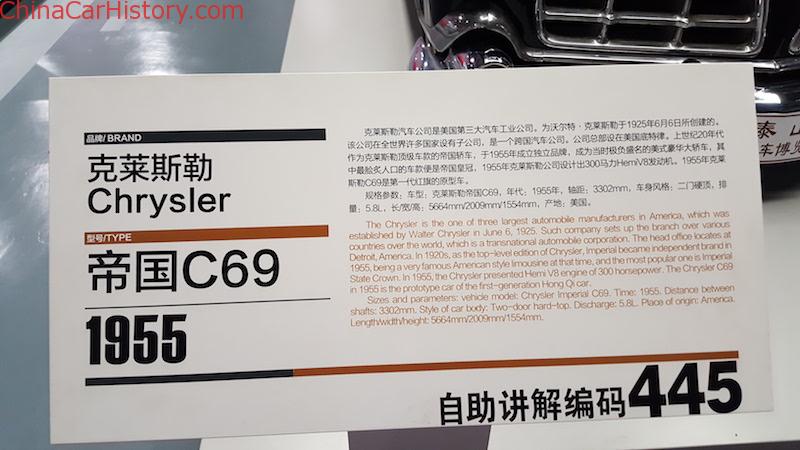 ChinaCarHistory.com
品牌/ BRAND
克莱斯勒
Chrysler
型号/TYPE
帝国C69
1955
克莱斯勒汽车公司是美国第三大汽车工业公司。为沃尔特·克莱斯勒于1925年6月6日所创建的。
该公司在全世界许多国家设有子公司，是一个跨国汽车公司。公司总部设在美国底特律。上世纪20年代
作为克莱斯勒顶级车款的帝国轿车，于1955年成立独立品牌，成为当时极负盛名的美式豪华大轿车，其
中最脍炙人口的车款便是帝国皇冠，1955年克莱斯勒公司设计出300马力HemiV8发动机。1955年克莱
斯勒C69是第一代红旗的原型车。
规格参数：车型：克莱斯勒帝国C69，年代：1955年，轴距：3302mm，车身风格：二门硬顶，排
量：5.8L，长/宽/高：5664mm/2009mm/1554mm，产地：美国。
The Chrysler is the one of three largest automobile manufacturers in America, which was
established by Walter Chrysler in June 6, 1925. Such company sets up the branch over various
countries over the world, which is a transnational automobile corporation. The head office locates at
Detroit, America. In 1920s, as the top-level edition of Chrysler, Imperial became independent brand in
1955, being a very famous American style limousine at that time, and the most popular one is Imperial
State Crown. In 1955, the Chrysler presented Hemi V8 engine of 300 horsepower. The Chrysler C69
in 1955 is the prototype car of the first-generation Hong Qi car.
Sizes and parameters: vehicle model: Chrysler Imperial C69. Time: 1955. Distance between
shafts: 3302mm. Style of car body: Two-door hard-top. Discharge: 5.8L. Place of origin: America.
Length/width/height: 5664mm/2009mm/1554mm.
自助讲解编码445
泰山
车博览